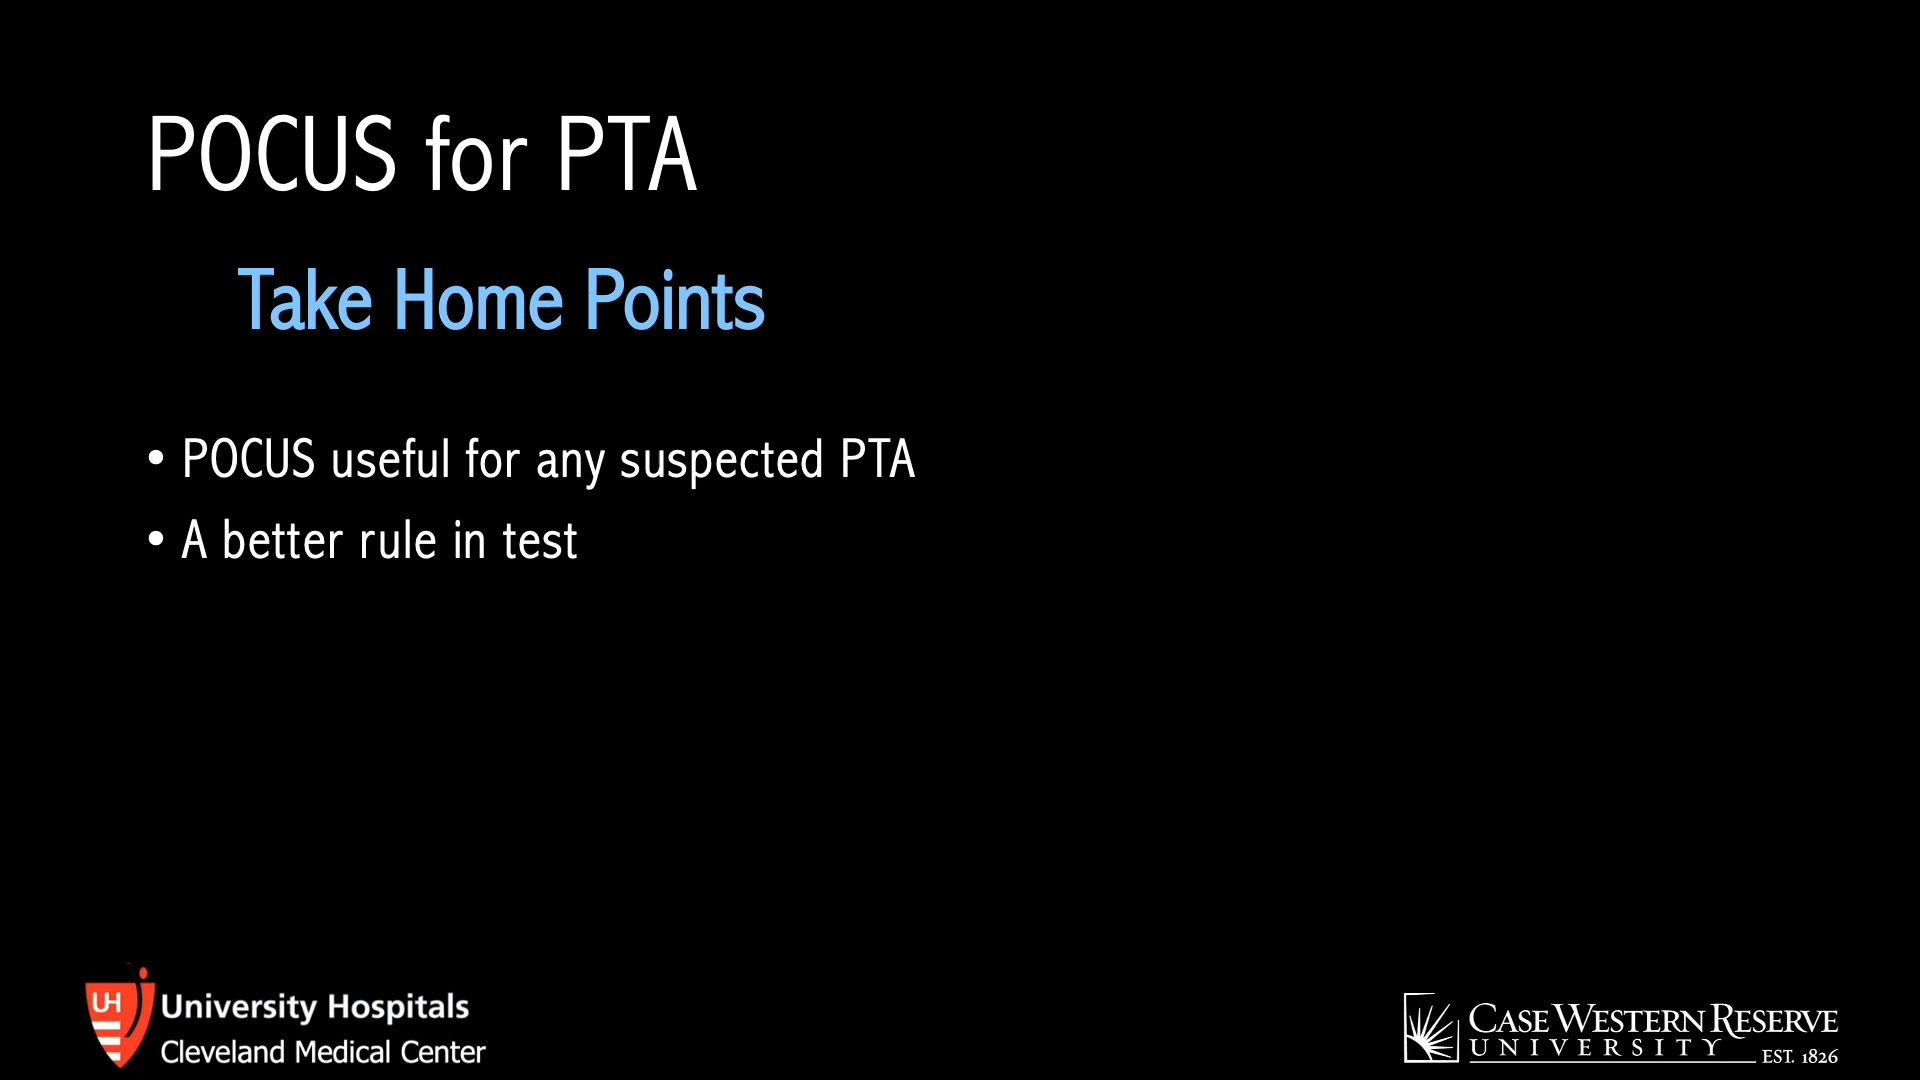 POCUS for PTA
Take Home Points
• POCUS useful for any suspected PTA
• A better rule in test
UH
University Hospitals
Cleveland Medical Center
CASE WESTERN RESERVE
UNIVERSITY
EST. 1826